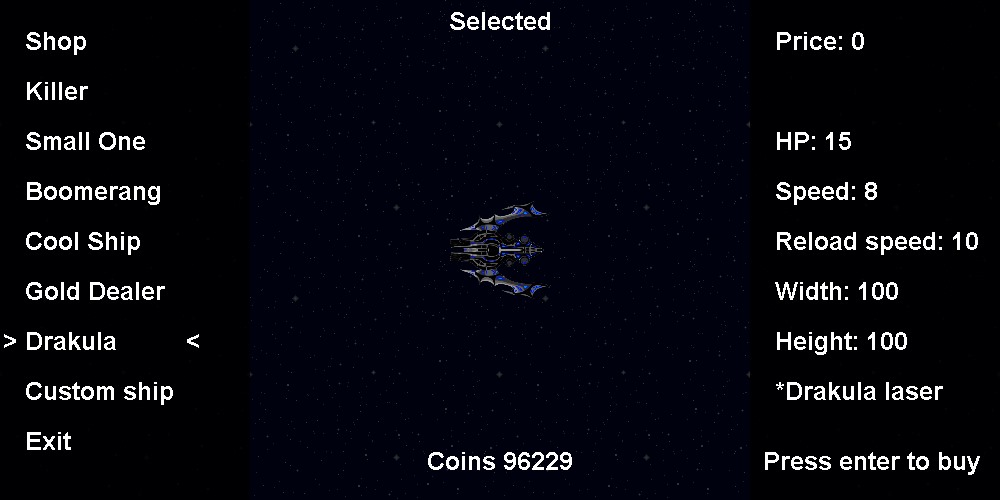 Selected
Shop
Killer
Small One
Boomerang
Cool Ship
Gold Dealer
> Drakula <
Custom ship
Exit
Coins 96229
Price: 0
HP: 15
Speed: 8
Reload speed: 10
Width: 100
Height: 100
*Drakula laser
Press enter to buy